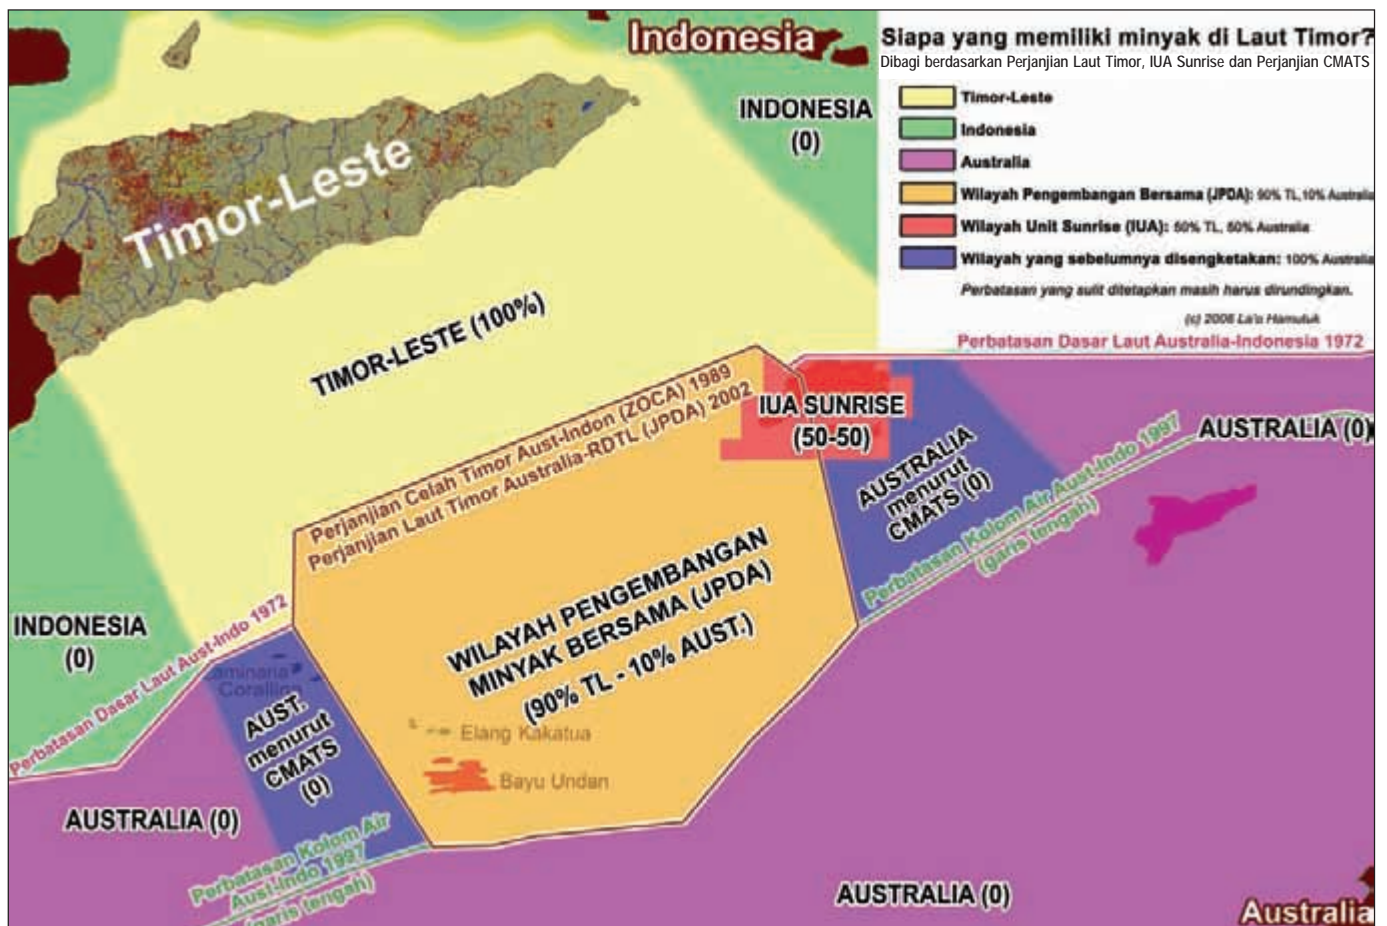 Indonesia
Siapa yang memiliki minyak di Laut Timor?
Dibagi berdasarkan Perjanjian Laut Timor, IUA Sunrise dan Perjanjian CMATS
Timor-Leste
Indonesia
Australia
Wilayah Pengembangan Bersama (JPDA): 90% TL, 10% Australia
Wilayah Unit Sunrise (IUA): 50% TL, 50% Australia
Wilayah yang sebelumnya disengketakan: 100% Australia
Perbatasan yang sulit ditetapkan masih harus dirundingkan.
(c) 2006 La'o Hamutuk
Perbatasan Dasar Laut Australia-Indonesia 1972
INDONESIA
(0)
Timor-Leste
TIMOR-LESTE (100%)
Perjanjian Celah Timor Aust-Indon (ZOCA) 1989
Perjanjian Laut Timor Australia-RDTL (JPDA) 2002
IUA SUNRISE
(50-50)
AUSTRALIA
menurut
CMATS (0)
Perbatasan Kolom Air Aust-Indo 1997
(garis tengah)
AUSTRALIA (0)
WILAYAH PENGEMBANGAN
MINYAK BERSAMA (JPDA)
(90% TL - 10% AUST.)
INDONESIA
(0)
Perbatasan Dasar Laut Aust-Indo 1972
Laminaria
Corallina
AUST.
menurut
CMATS
(0)
Elang Kakatua
Bayu Undan
AUSTRALIA (0)
Perbatasan Kolom Air
Aust-Indo 1997
(garis tengah)
AUSTRALIA (0)
Australia